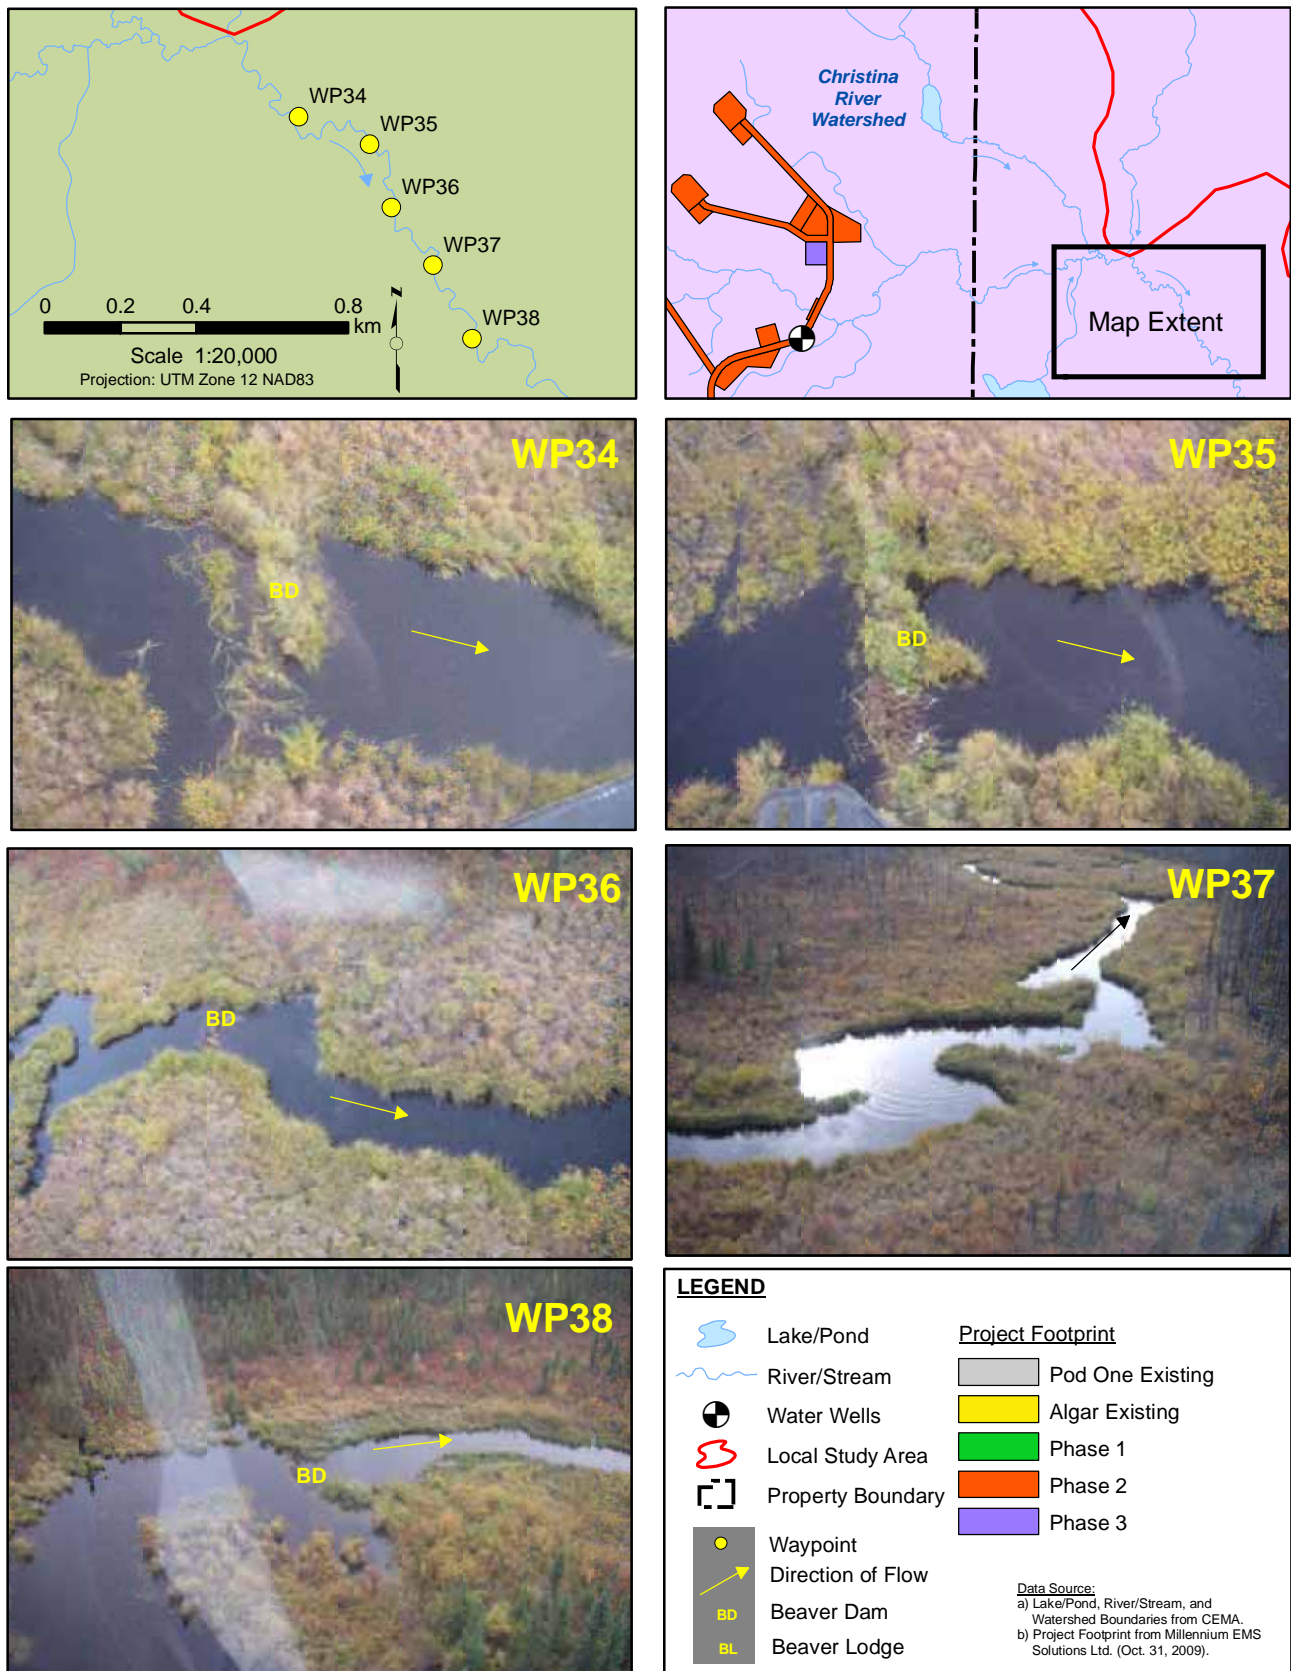 WP34
WP35
WP36
WP37
WP38
0 0.2 0.4 0.8
km
Scale 1:20,000
Projection: UTM Zone 12 NAD83
Christina
River
Watershed
Map Extent
WP34
BD
WP35
BD
WP36
BD
WP37
WP38
BD
LEGEND
Lake/Pond
River/Stream
Water Wells
Local Study Area
Property Boundary
Waypoint
Direction of Flow
BD Beaver Dam
BL Beaver Lodge
Project Footprint
Pod One Existing
Algar Existing
Phase 1
Phase 2
Phase 3
Data Source:
a) Lake/Pond, River/Stream, and
Watershed Boundaries from CEMA.
b) Project Footprint from Millennium EMS
Solutions Ltd. (Oct. 31, 2009).